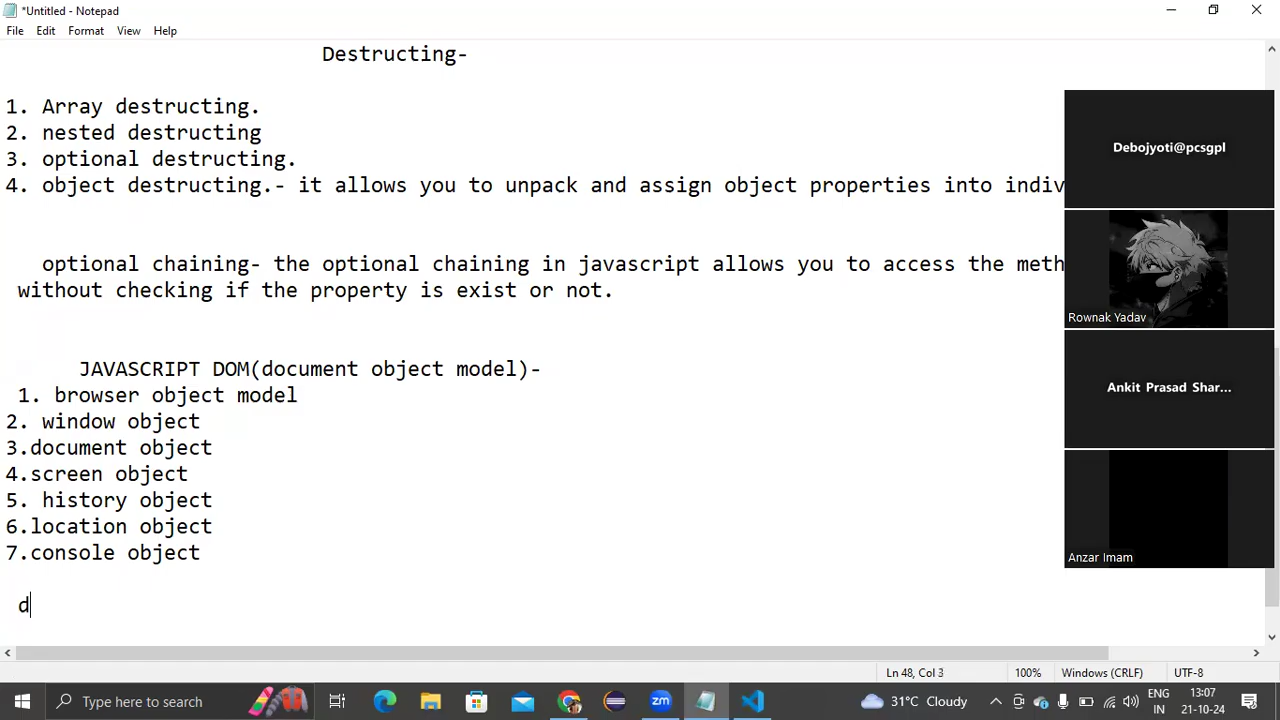 *Untitled - Notepad
File Edit Format View Help
Destructing-
1. Array destructing.
2. nested destructing
3. optional destructing.
4. object destructing.- it allows you to unpack and assign object properties into indiv
optional chaining- the optional chaining in javascript allows you to access the meth
without checking if the property is exist or not.
JAVASCRIPT DOM(document object model)-
1. browser object model
2. window object
3.document object
4.screen object
5. history object
6.location object
7.console object
d
Debojyoti@pcsgpl
Rownak Yadav
Ankit Prasad Shar...
Anzar Imam
Ln 48, Col 3 100% Windows (CRLF) UTF-8
Type here to search
zm
31°C Cloudy
ENG
IN
13:07
21-10-24